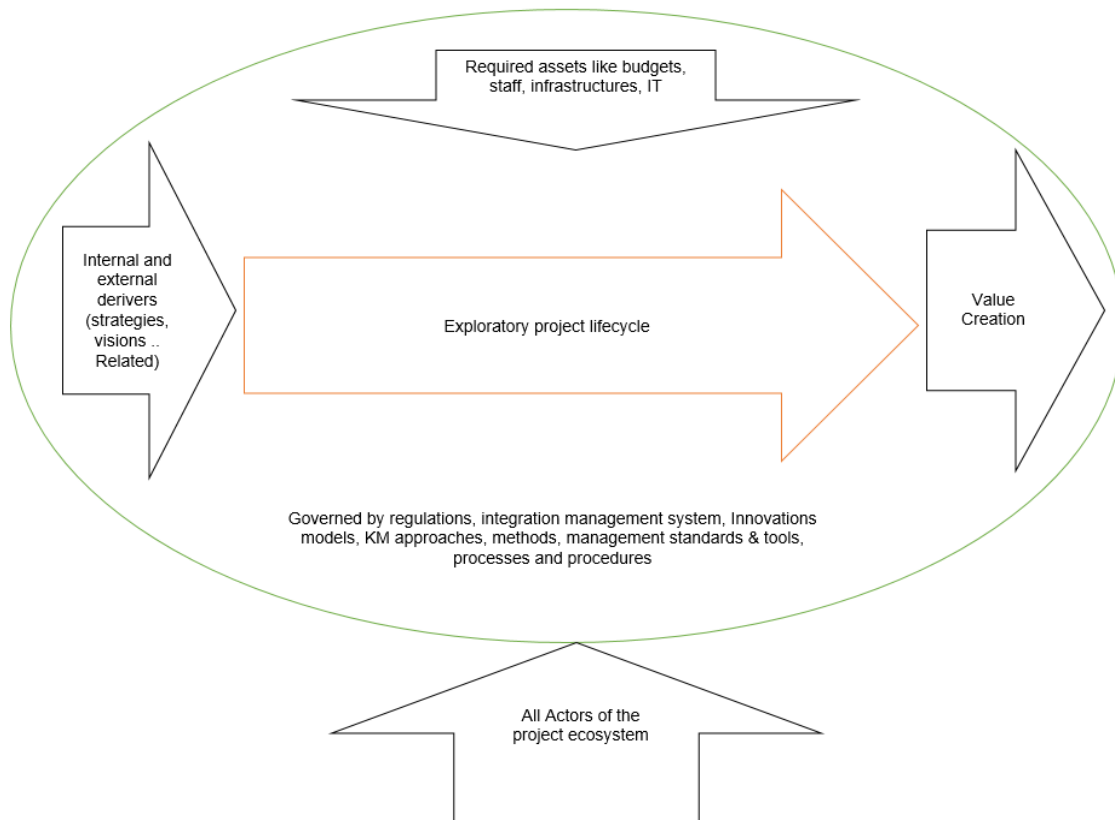 Required assets like budgets,
staff, infrastructures, IT
Internal and
external
derivers
(strategies,
visions ..
Related)
Exploratory project lifecycle
Value
Creation
Governed by regulations, integration management system, Innovations
models, KM approaches, methods, management standards & tools,
processes and procedures
All Actors of the
project ecosystem